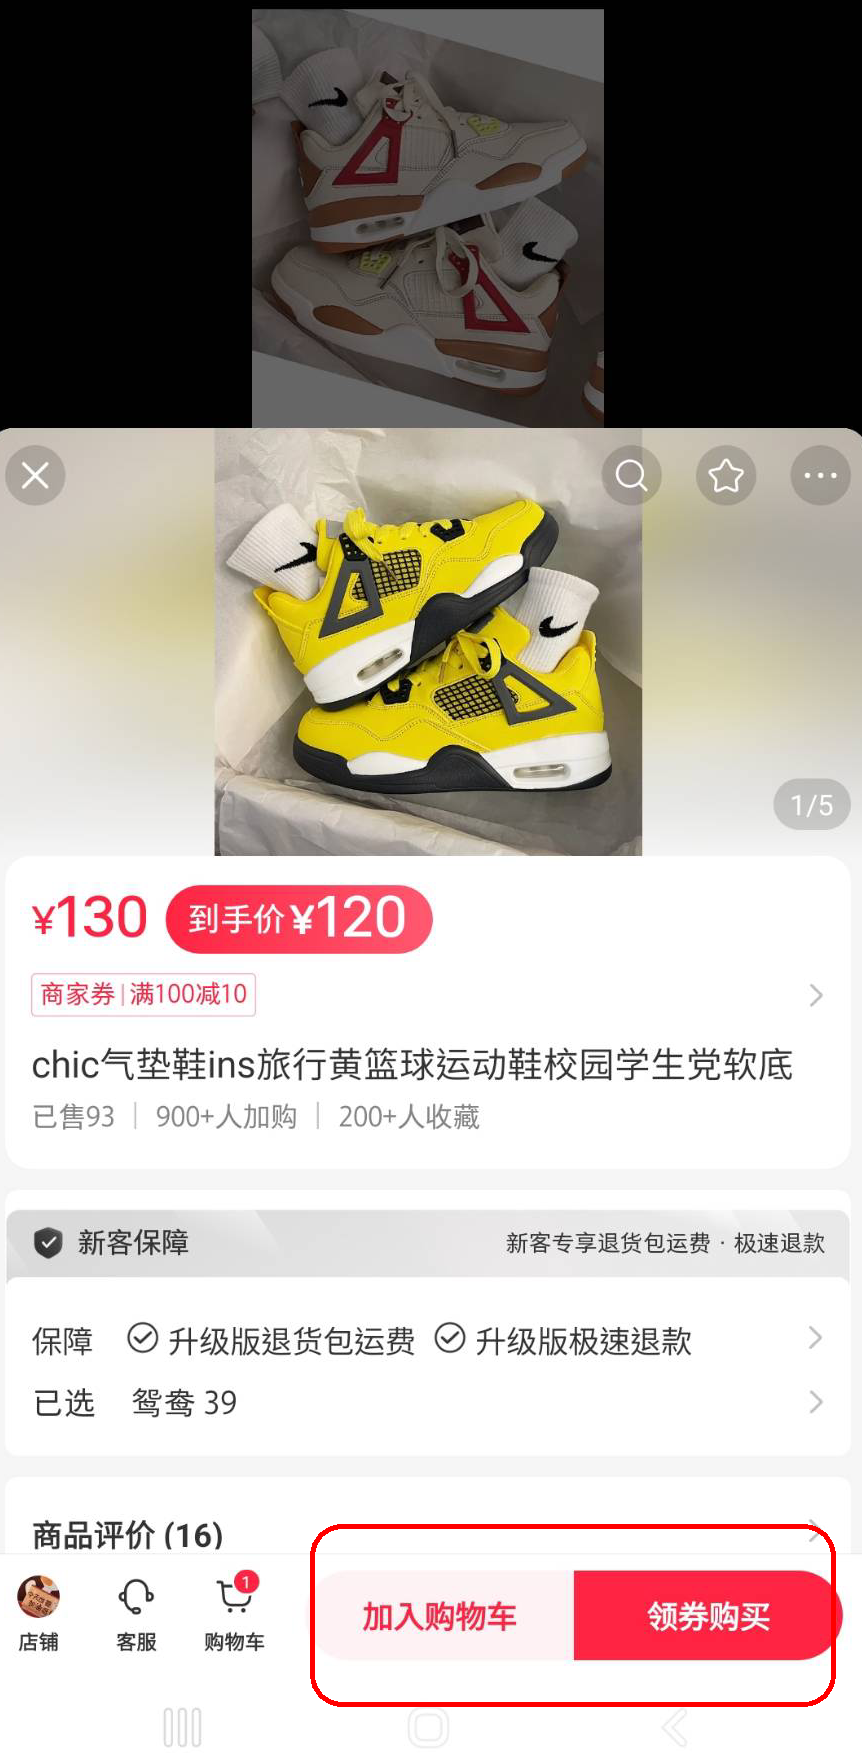 1/5
¥130 到手价¥120
商家券|满100减10
chic气垫鞋ins旅行黄篮球运动鞋校园学生党软底
已售93 | 900+人加购 | 200+人收藏
新客保障 新客专享退货包运费 · 极速退款
保障 升级版退货包运费 升级版极速退款
已选 鸳鸯 39
商品评价 (16)
1
加入购物车 领券购买
店铺 客服 购物车